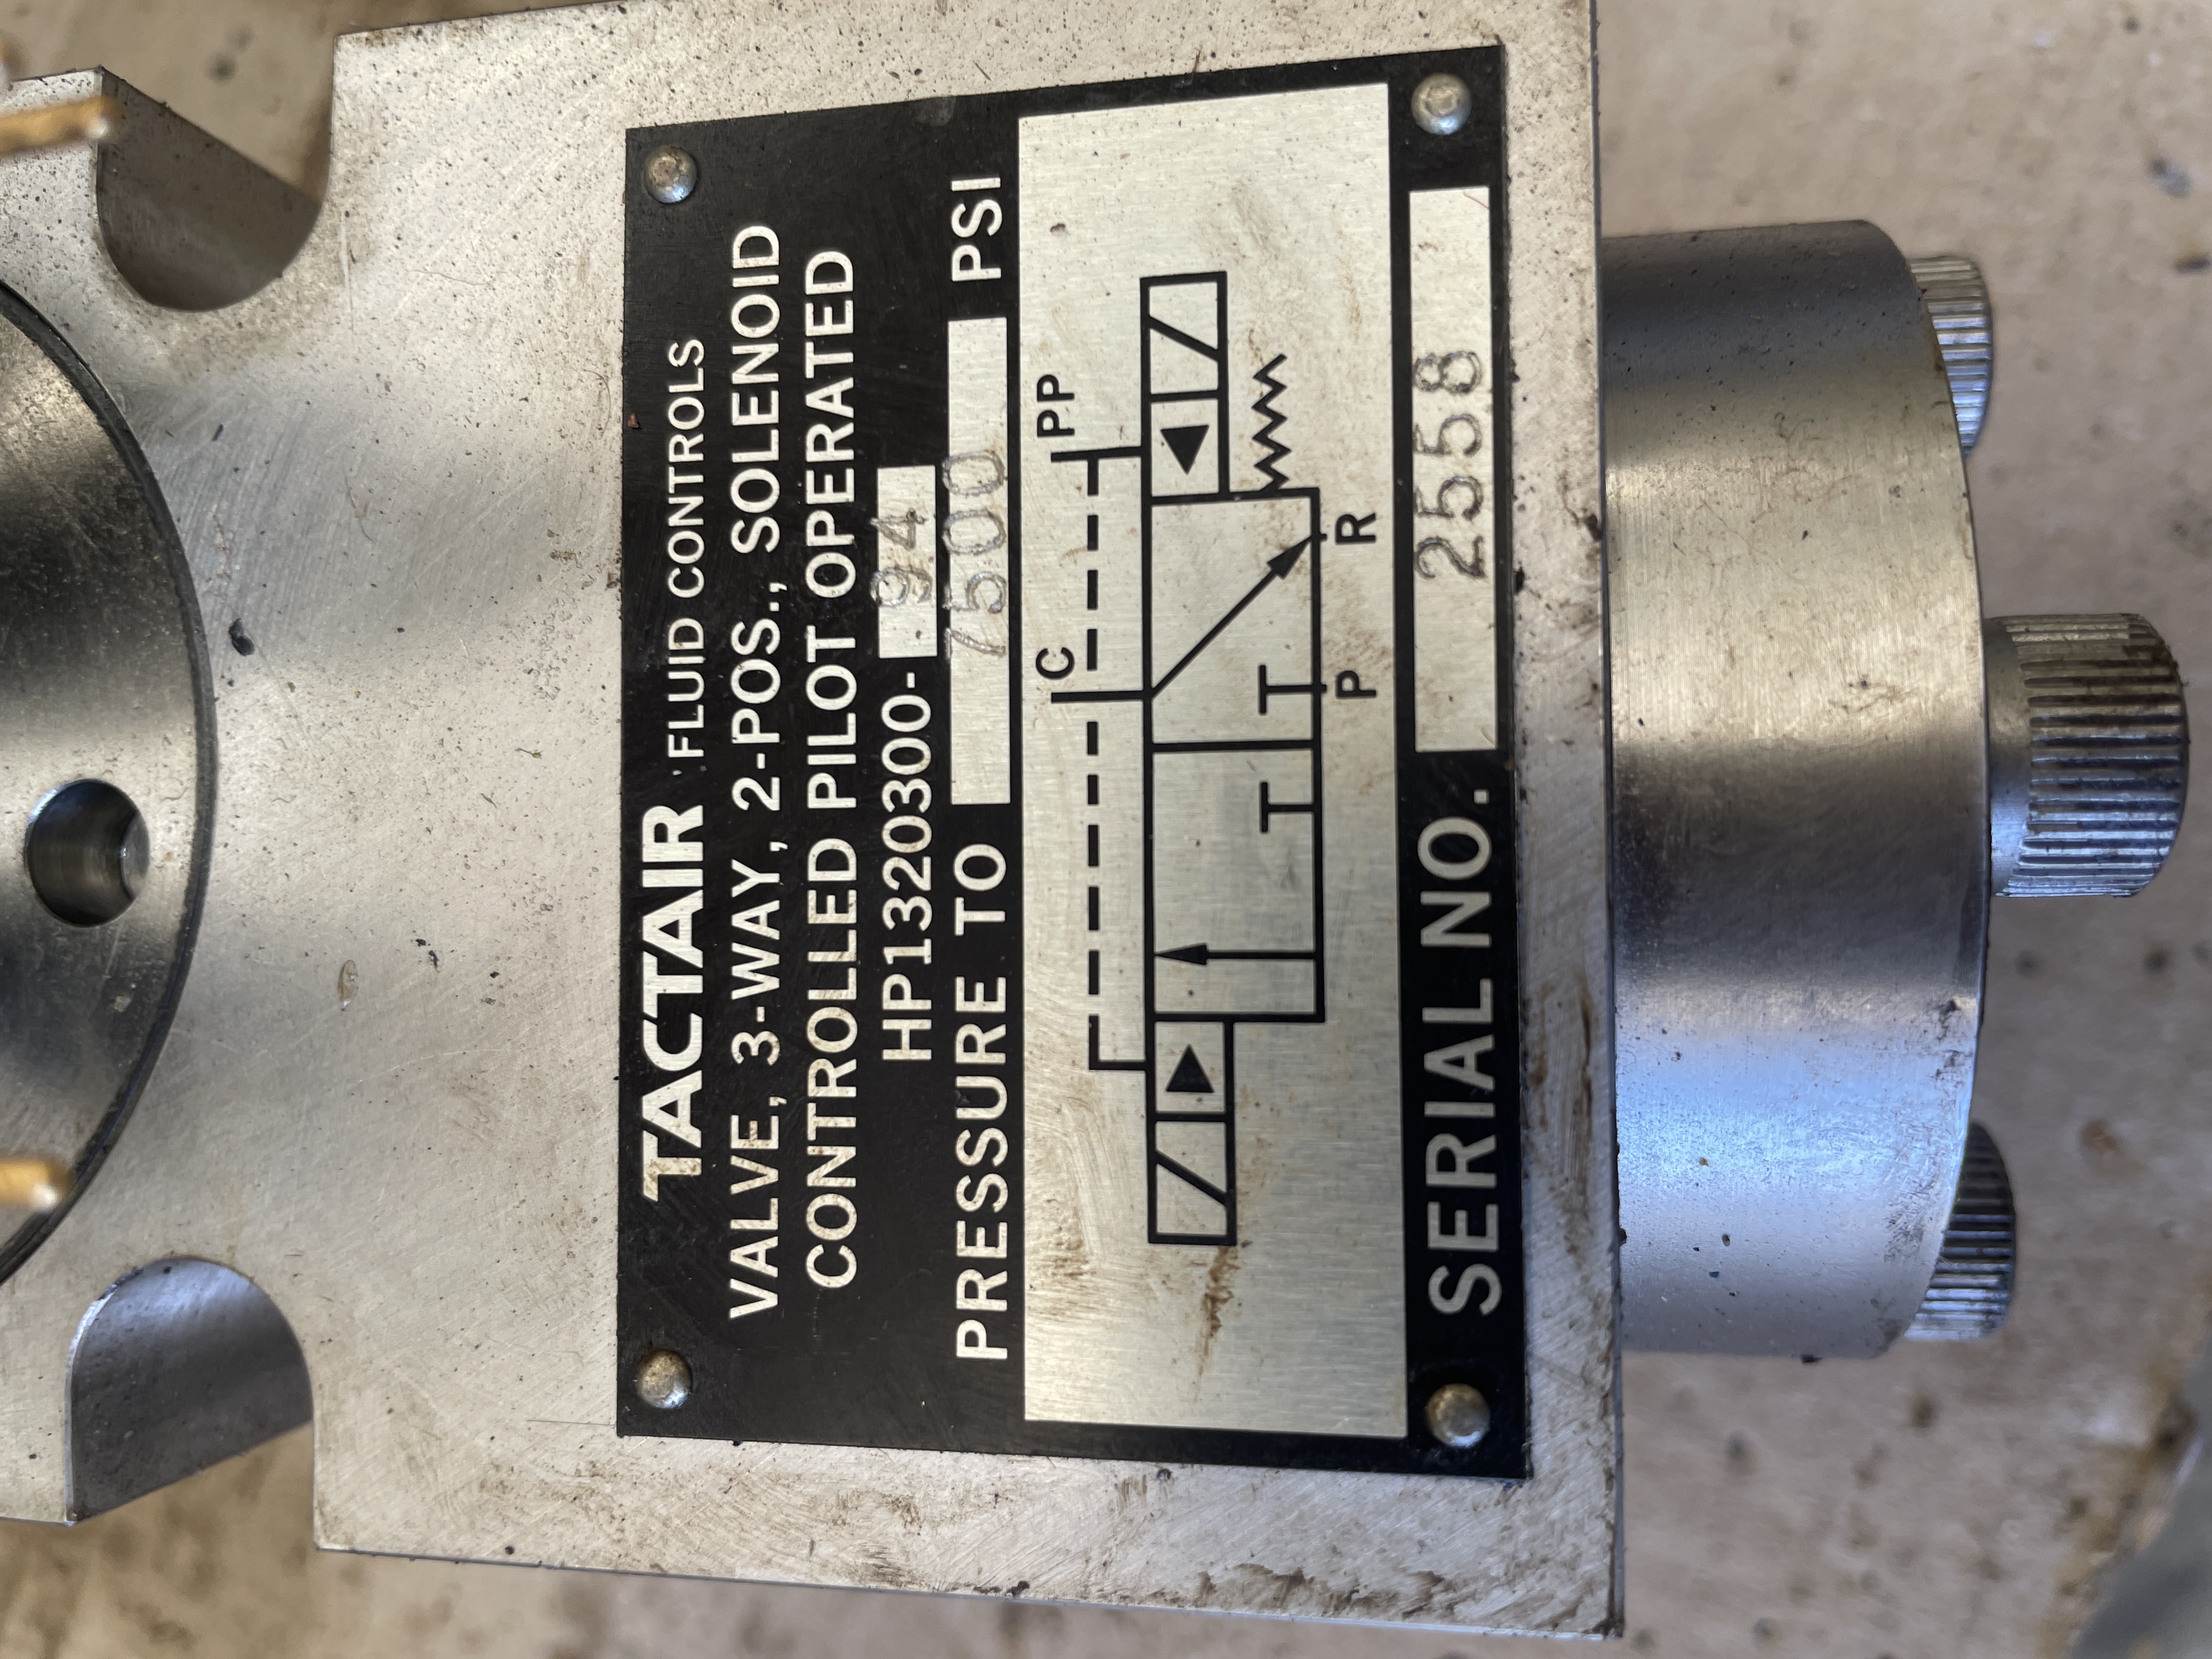 TACTAIR FLUID CONTROLS
VALVE, 3-WAY, 2-POS., SOLENOID
CONTROLLED PILOT OPERATED
HP1320300-94
PRESSURE TO 7500 PSI
C PP
P R
SERIAL NO. 2558